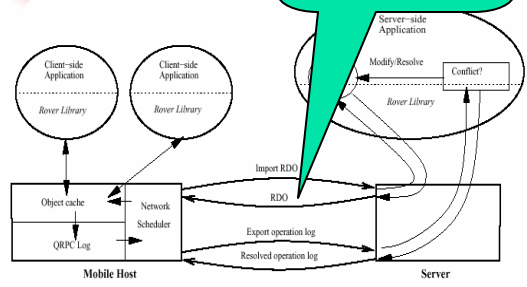 Server-side
Application
Client-side
Application
Client-side
Application
Modify/Resolve
Conflict?
Rover Library
Rover Library
Rover Library
Import RDO
RDO
Object cache
Network
Scheduler
QRPC Log
Export operation log
Resolved operation log
Mobile Host
Server